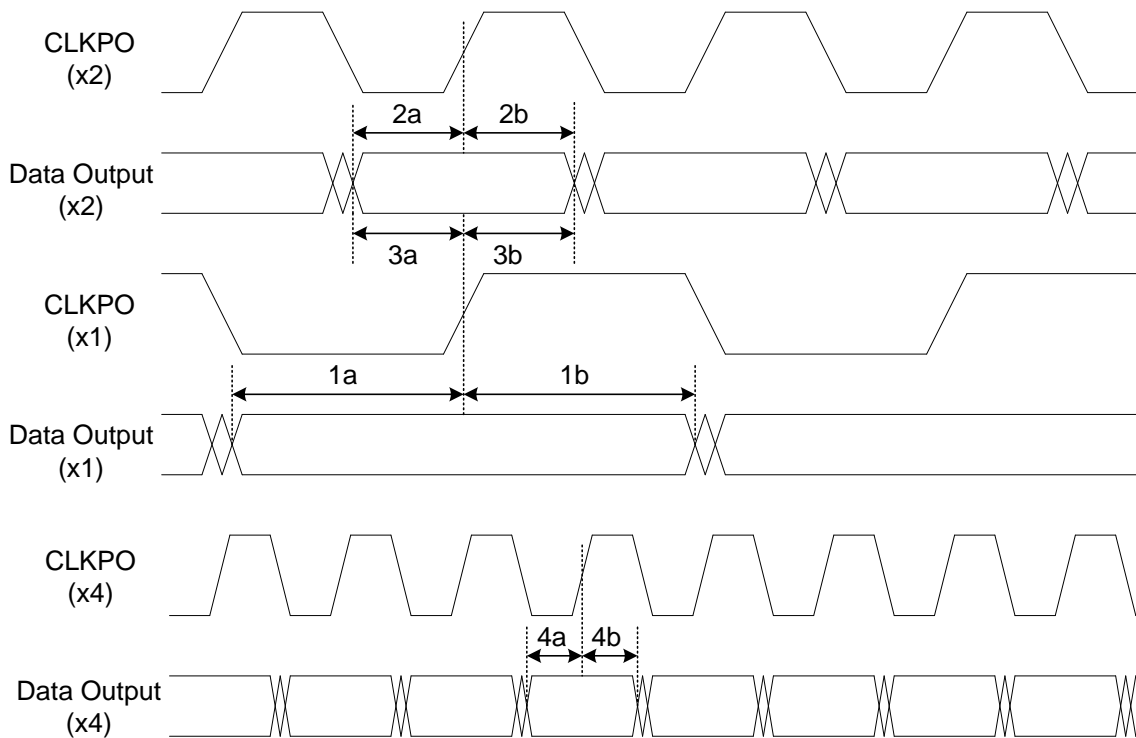 CLKPO
(x2)
2a
2b
Data Output
(x2)
3a
3b
CLKPO
(x1)
1a
1b
Data Output
(x1)
CLKPO
(x4)
4a
4b
Data Output
(x4)